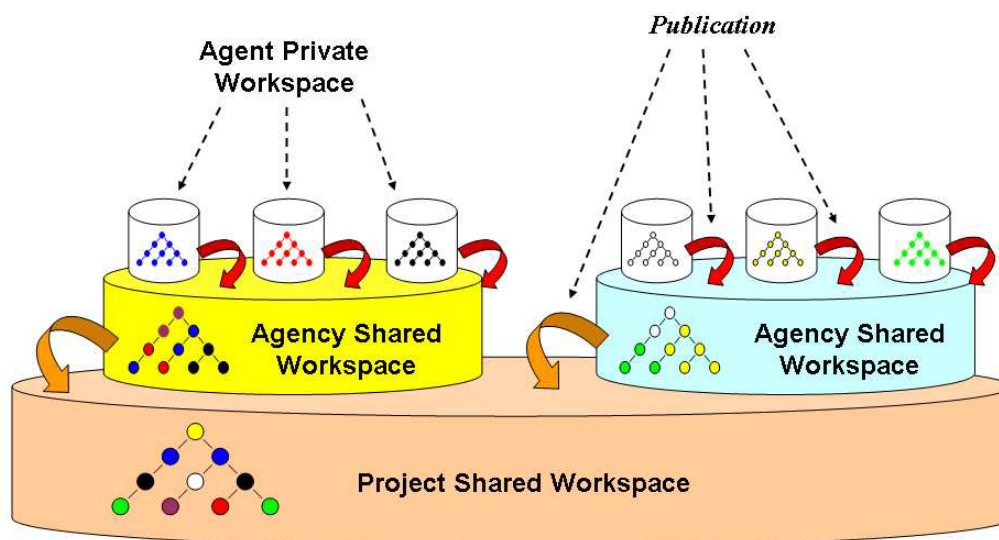 Publication
Agent Private
Workspace
Agency Shared
Workspace
Agency Shared
Workspace
Project Shared Workspace